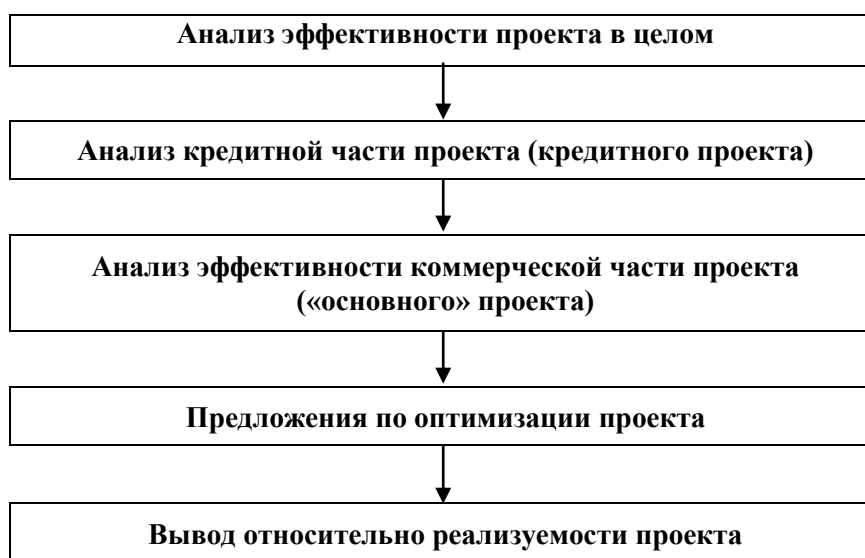 Анализ эффективности проекта в целом
Анализ кредитной части проекта (кредитного проекта)
Анализ эффективности коммерческой части проекта
(«основного» проекта)
Предложения по оптимизации проекта
Вывод относительно реализуемости проекта